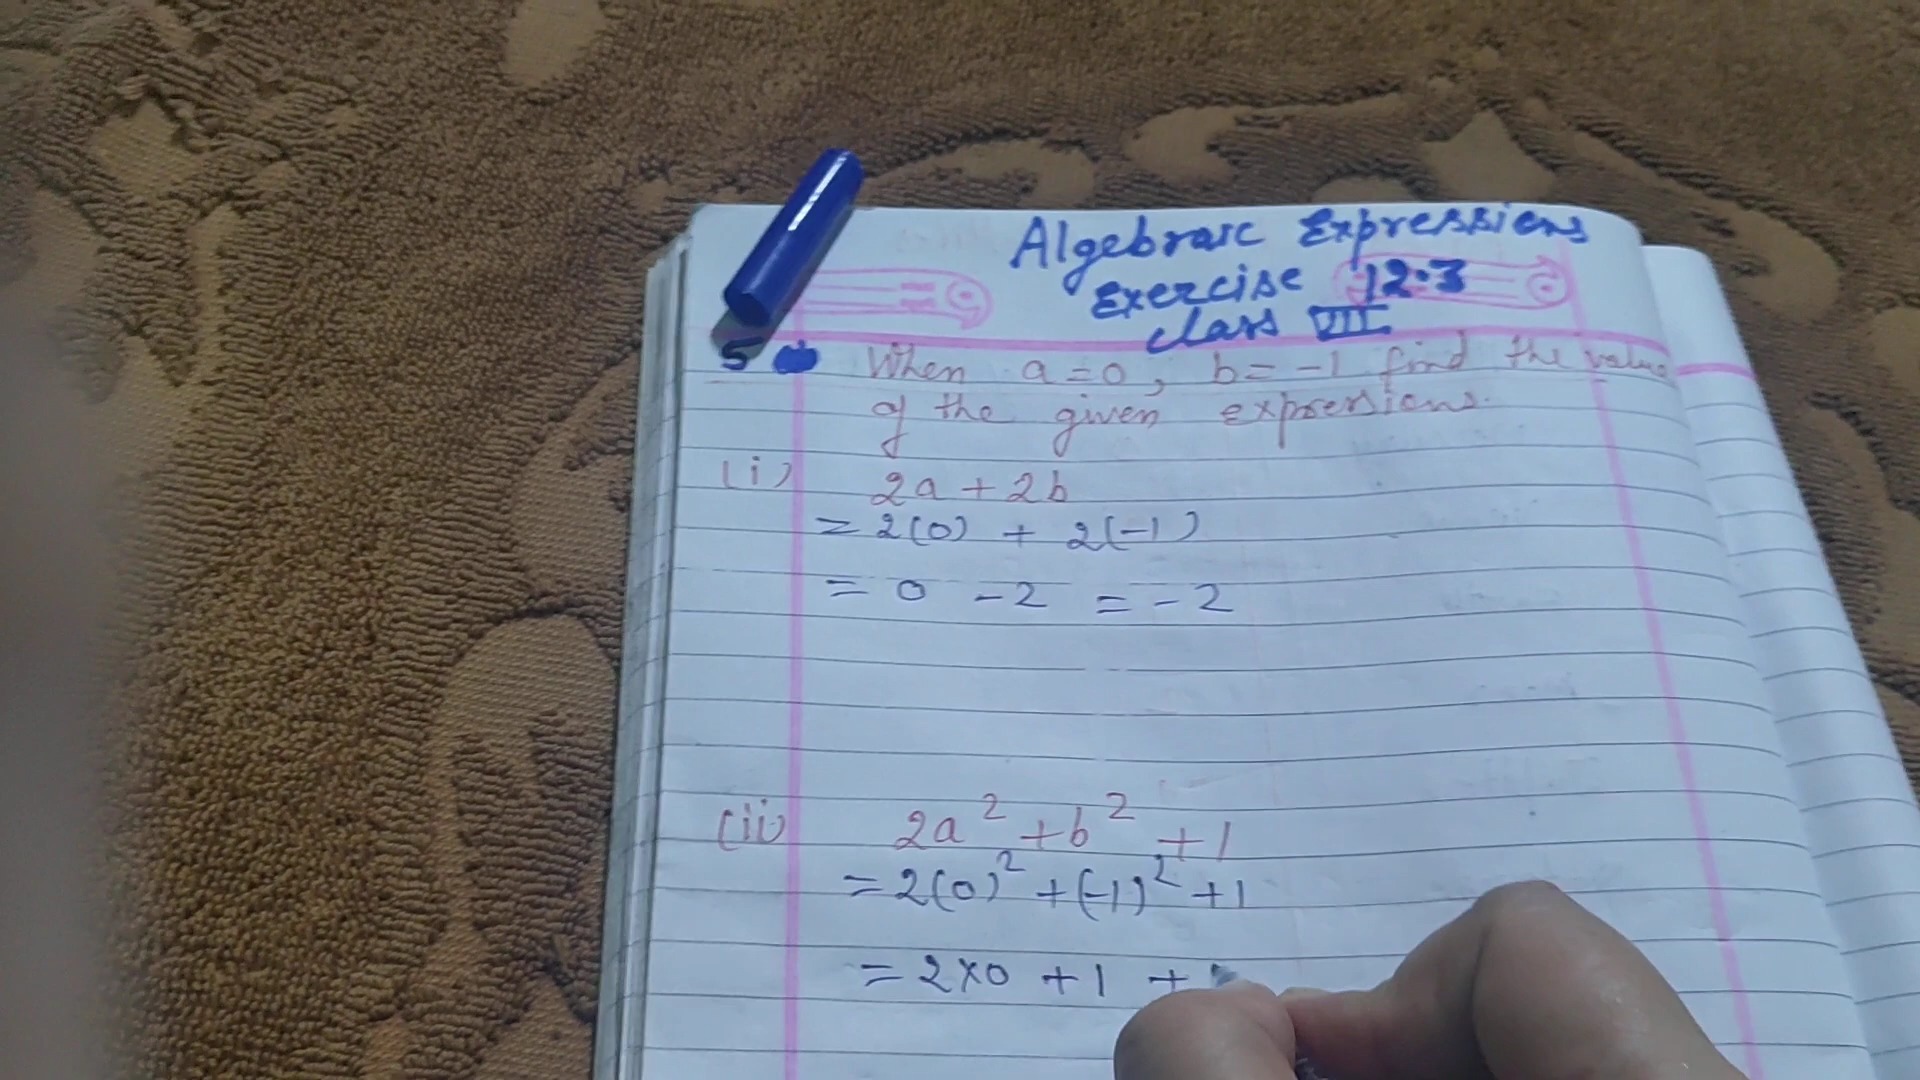 Algebraic Expressions
Exercise 12.3
class VII
5 When a=0, b=-1 find the value
of the given expressions.
(i) 2a+2b
= 2(0) + 2(-1)
= 0 -2 = -2
(ii) 2a² + b² +1
= 2(0)² + (-1)² +1
= 2×0 +1 +